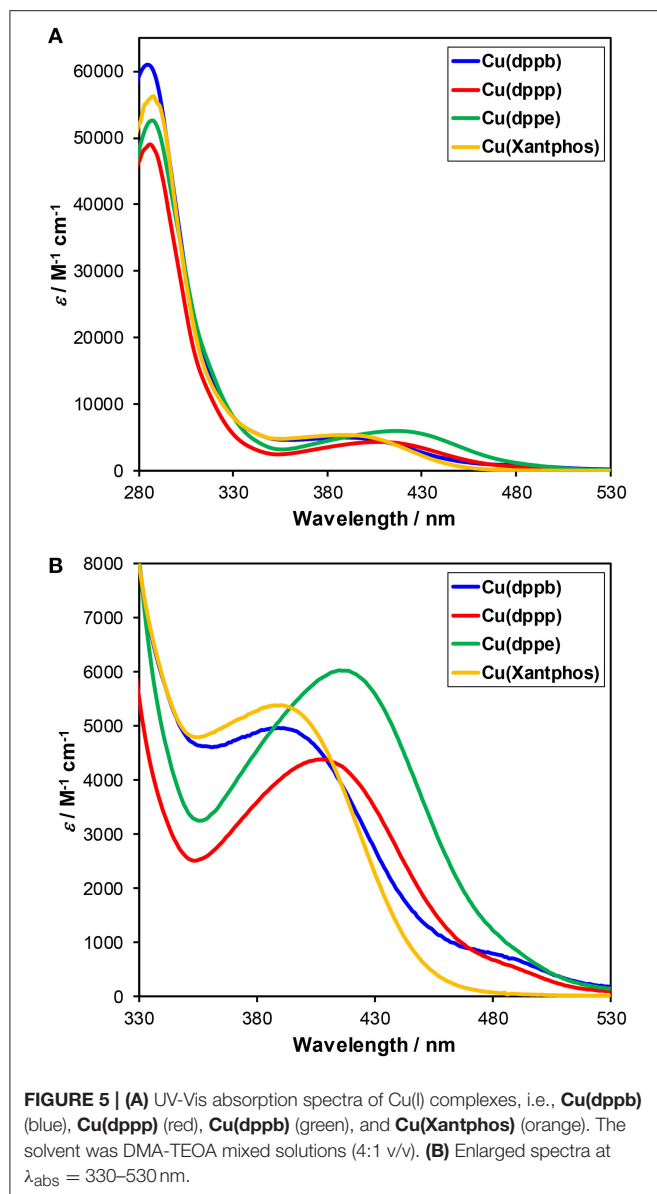 A
Cu(dppb)
Cu(dppp)
Cu(dppe)
Cu(Xantphos)
60000
50000
40000
30000
20000
10000
0
ε / M-1 cm-1
280 330 380 430 480 530
Wavelength / nm
B
Cu(dppb)
Cu(dppp)
Cu(dppe)
Cu(Xantphos)
8000
7000
6000
5000
4000
3000
2000
1000
0
ε / M-1 cm-1
330 380 430 480 530
Wavelength / nm
FIGURE 5 | (A) UV-Vis absorption spectra of Cu(I) complexes, i.e., Cu(dppb)
(blue), Cu(dppp) (red), Cu(dppb) (green), and Cu(Xantphos) (orange). The
solvent was DMA-TEOA mixed solutions (4:1 v/v). (B) Enlarged spectra at
λabs = 330–530 nm.